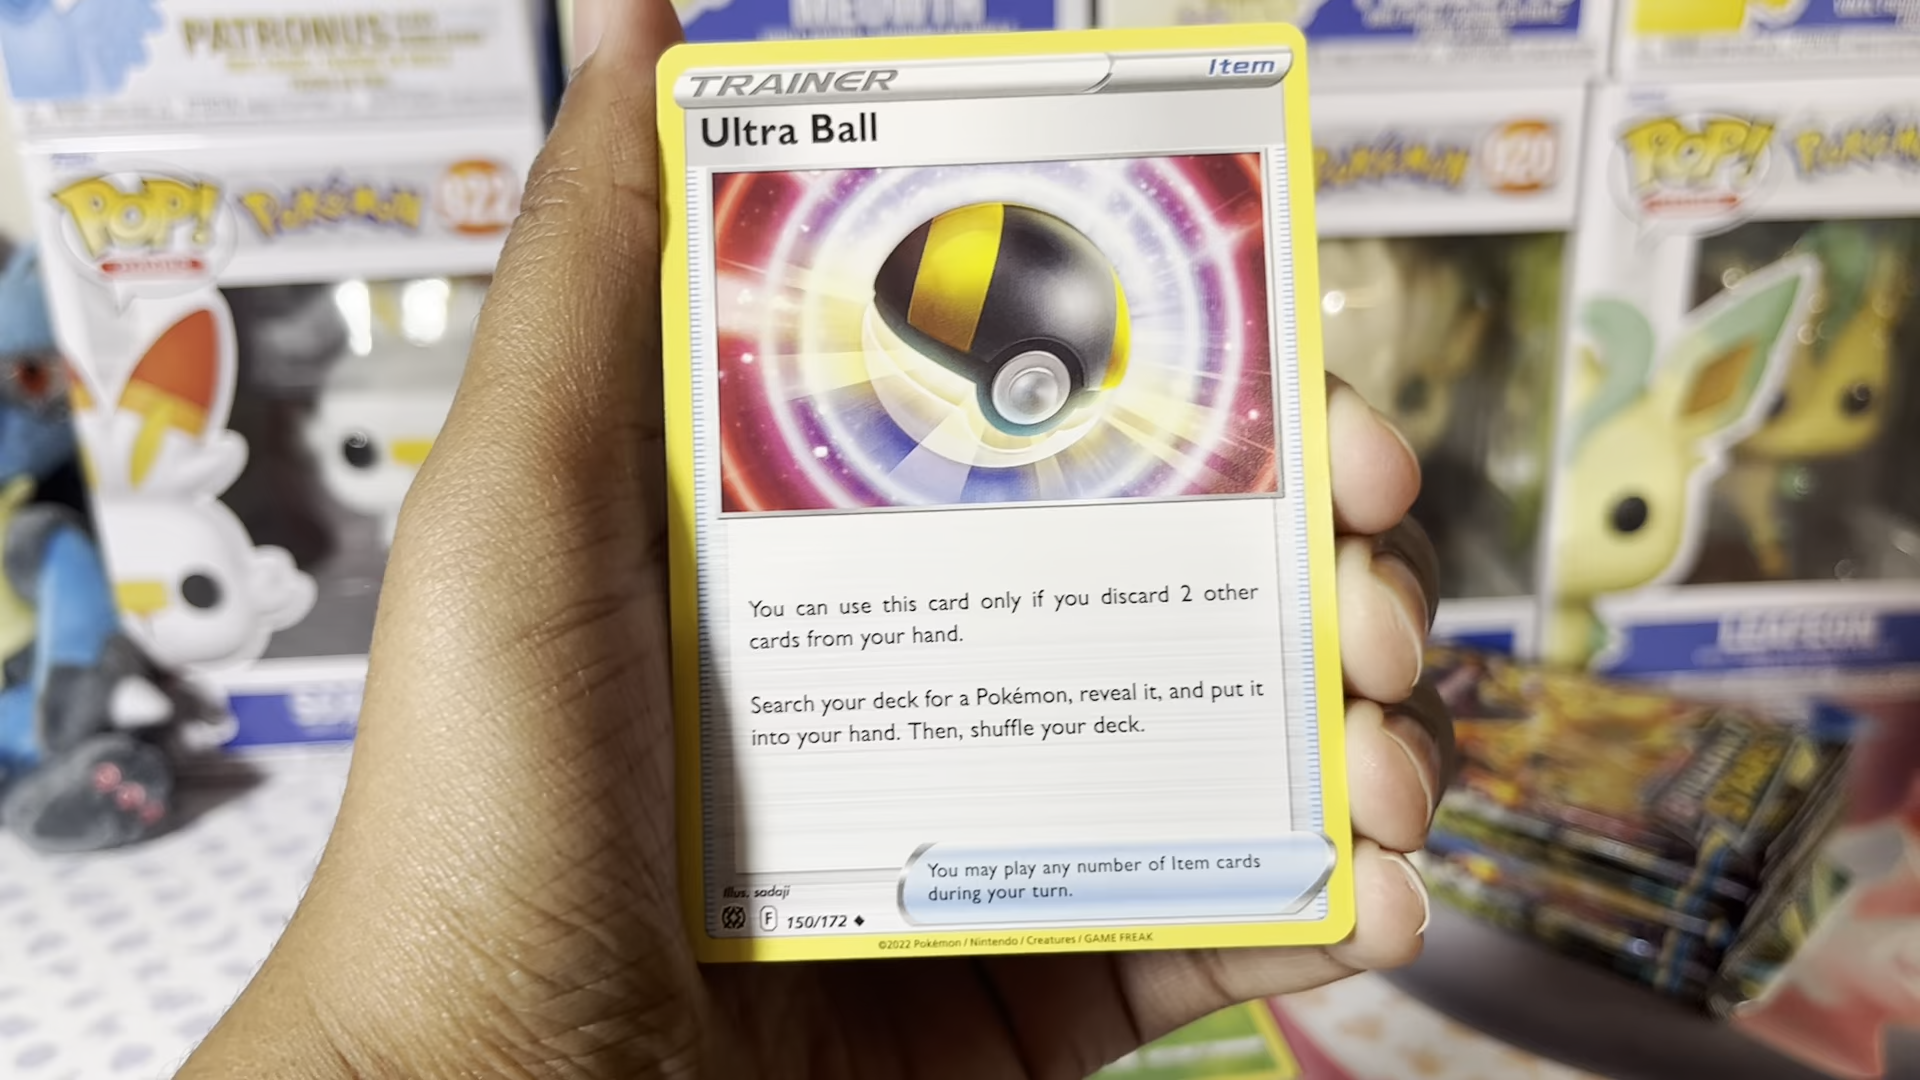 PATRONUS
MEOWTH
TRAINER
Item
Ultra Ball
POP!
Pokémon
922
Pokémon
920
POP!
Pokémon
You can use this card only if you discard 2 other
cards from your hand.
Search your deck for a Pokémon, reveal it, and put it
into your hand. Then, shuffle your deck.
LEAFEON
You may play any number of Item cards
during your turn.
Illus. sadaji
F
150/172
©2022 Pokémon / Nintendo / Creatures / GAME FREAK